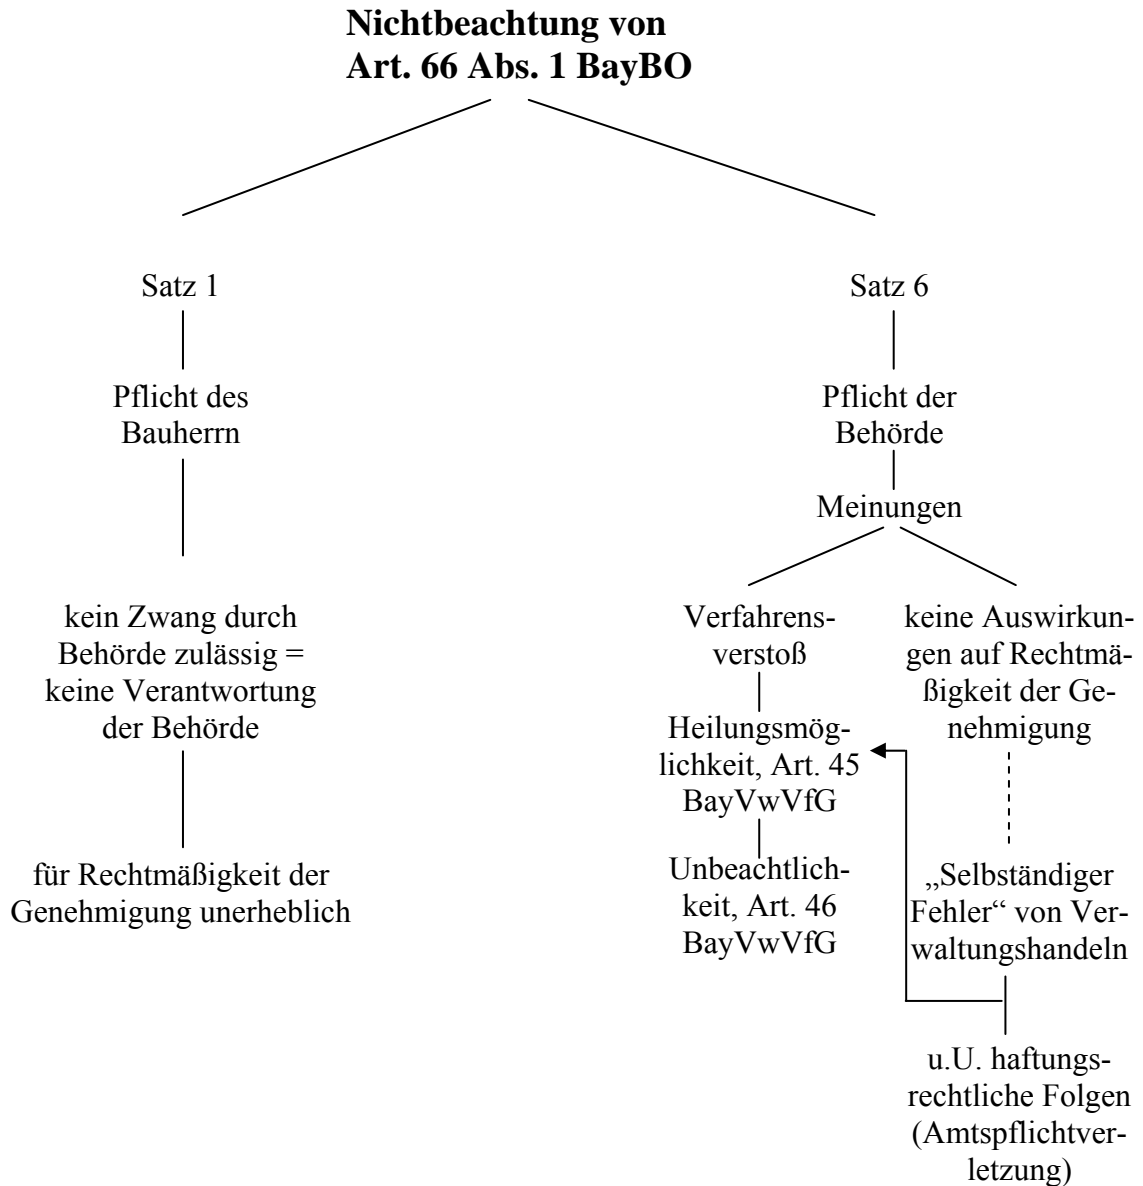 Nichtbeachtung von
Art. 66 Abs. 1 BayBO
Satz 1
Pflicht des
Bauherrn
kein Zwang durch
Behörde zulässig =
keine Verantwortung
der Behörde
für Rechtmäßigkeit der
Genehmigung unerheblich
Satz 6
Pflicht der
Behörde
Meinungen
Verfahrens-
verstoß
Heilungsmög-
lichkeit, Art. 45
BayVwVfG
Unbeachtlich-
keit, Art. 46
BayVwVfG
keine Auswirkun-
gen auf Rechtmä-
ßigkeit der Ge-
nehmigung
„Selbständiger
Fehler“ von Ver-
waltungshandeln
u.U. haftungs-
rechtliche Folgen
(Amtspflichtver-
letzung)